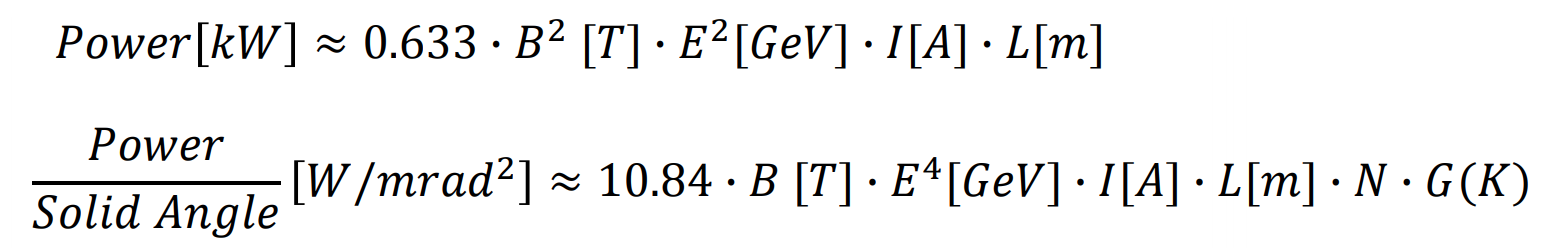 Power[kW] ≈ 0.633 · B² [T] · E²[GeV] · I[A] · L[m]
Power/Solid Angle [W/mrad²] ≈ 10.84 · B [T] · E⁴[GeV] · I[A] · L[m] · N · G(K)